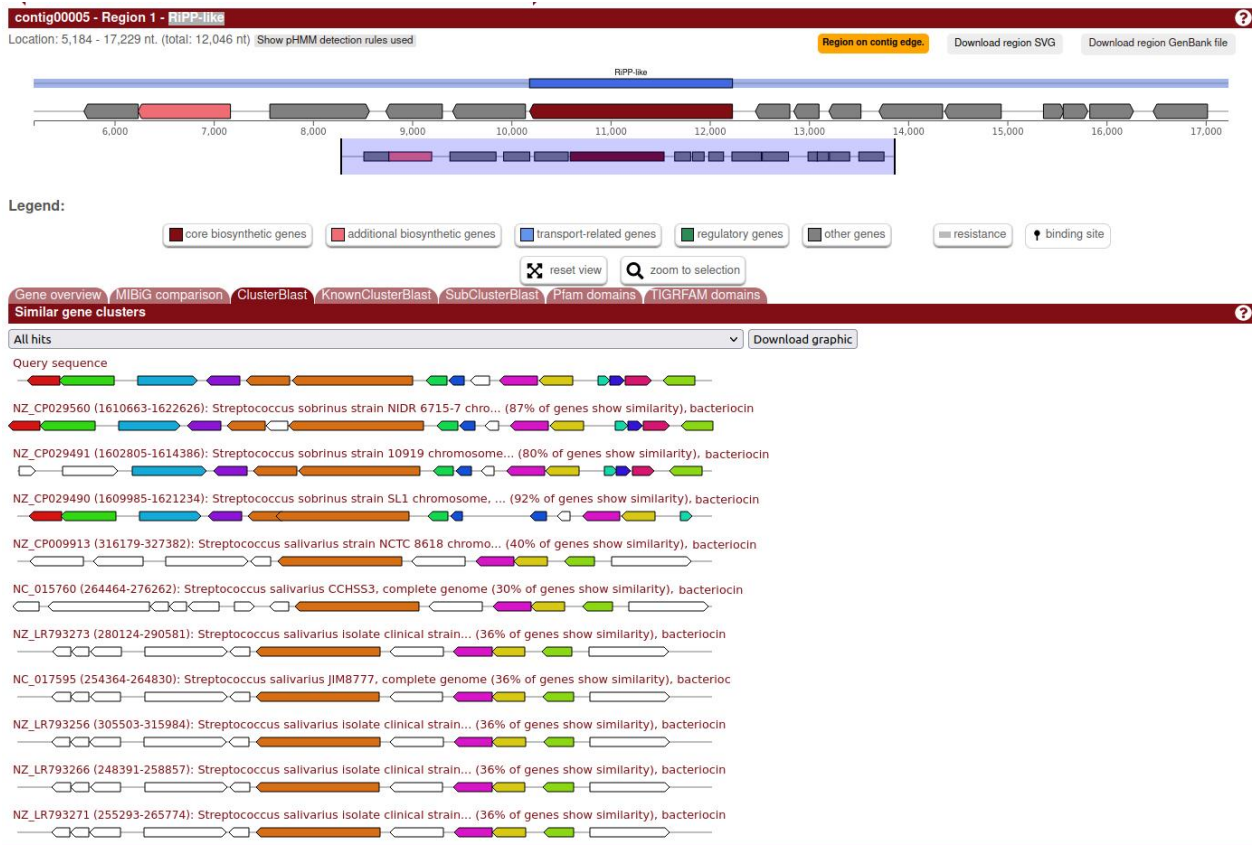 contig00005 - Region 1 - RiPP-like
Location: 5,184 - 17,229 nt. (total: 12,046 nt) Show pHMM detection rules used
Region on contig edge. Download region SVG Download region GenBank file
RiPP-like
6,000 7,000 8,000 9,000 10,000 11,000 12,000 13,000 14,000 15,000 16,000 17,000
Legend:
core biosynthetic genes additional biosynthetic genes transport-related genes regulatory genes other genes resistance binding site
reset view zoom to selection
Gene overview MIBiG comparison ClusterBlast KnownClusterBlast SubClusterBlast Pfam domains TIGRFAM domains
Similar gene clusters
All hits Download graphic
Query sequence
NZ_CP029560 (1610663-1622626): Streptococcus sobrinus strain NIDR 6715-7 chro... (87% of genes show similarity), bacteriocin
NZ_CP029491 (1602805-1614386): Streptococcus sobrinus strain 10919 chromosome... (80% of genes show similarity), bacteriocin
NZ_CP029490 (1609985-1621234): Streptococcus sobrinus strain SL1 chromosome, ... (92% of genes show similarity), bacteriocin
NZ_CP009913 (316179-327382): Streptococcus salivarius strain NCTC 8618 chromo... (40% of genes show similarity), bacteriocin
NC_015760 (264464-276262): Streptococcus salivarius CCHSS3, complete genome (30% of genes show similarity), bacteriocin
NZ_LR793273 (280124-290581): Streptococcus salivarius isolate clinical strain... (36% of genes show similarity), bacteriocin
NC_017595 (254364-264830): Streptococcus salivarius JIM8777, complete genome (36% of genes show similarity), bacterioc
NZ_LR793256 (305503-315984): Streptococcus salivarius isolate clinical strain... (36% of genes show similarity), bacteriocin
NZ_LR793266 (248391-258857): Streptococcus salivarius isolate clinical strain... (36% of genes show similarity), bacteriocin
NZ_LR793271 (255293-265774): Streptococcus salivarius isolate clinical strain... (36% of genes show similarity), bacteriocin